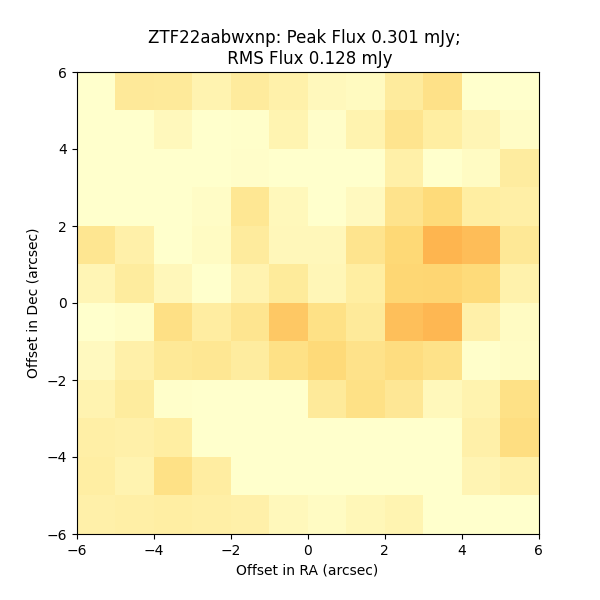 ZTF22aabwxnp: Peak Flux 0.301 mJy;
RMS Flux 0.128 mJy
6
4
2
0
−2
−4
−6
Offset in Dec (arcsec)
−6 −4 −2 0 2 4 6
Offset in RA (arcsec)